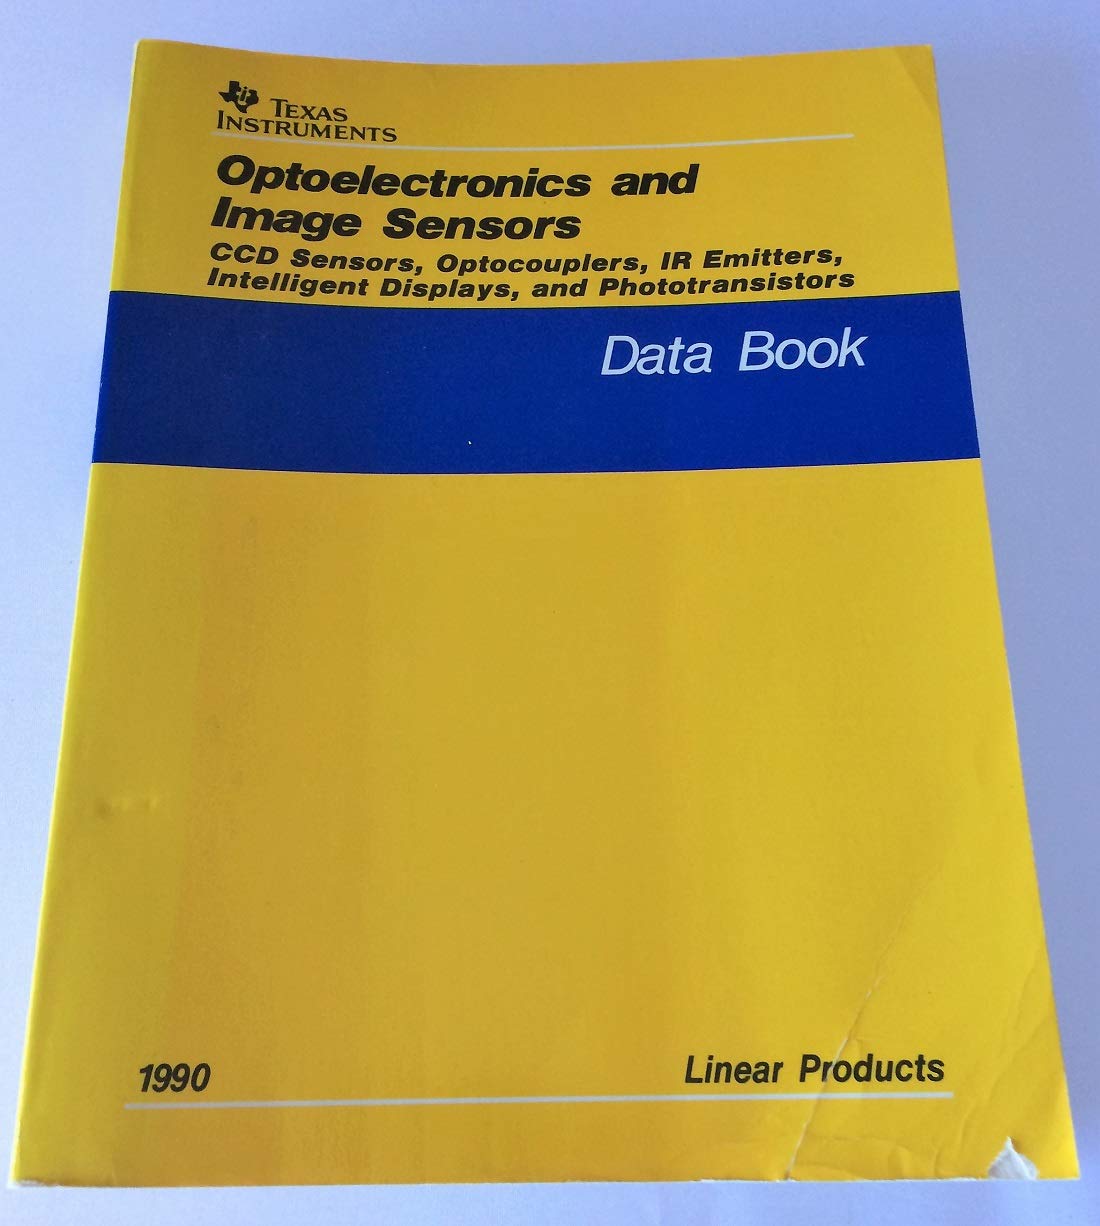 TEXAS
INSTRUMENTS
Optoelectronics and
Image Sensors
CCD Sensors, Optocouplers, IR Emitters,
Intelligent Displays, and Phototransistors
Data Book
1990
Linear Products